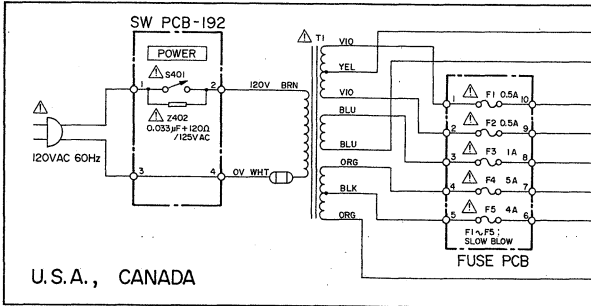 SW PCB-192
POWER
S401
1
2
Z402
0.033µF+120Ω
/125VAC
120VAC 60Hz
3
4
120V BRN
0V WHT
T1
VIO
YEL
VIO
BLU
BLU
ORG
BLK
ORG
1 F1 0.5A 10
2 F2 0.5A 9
3 F3 1A 8
4 F4 5A 7
5 F5 4A 6
F1~F5;
SLOW BLOW
FUSE PCB
U.S.A., CANADA